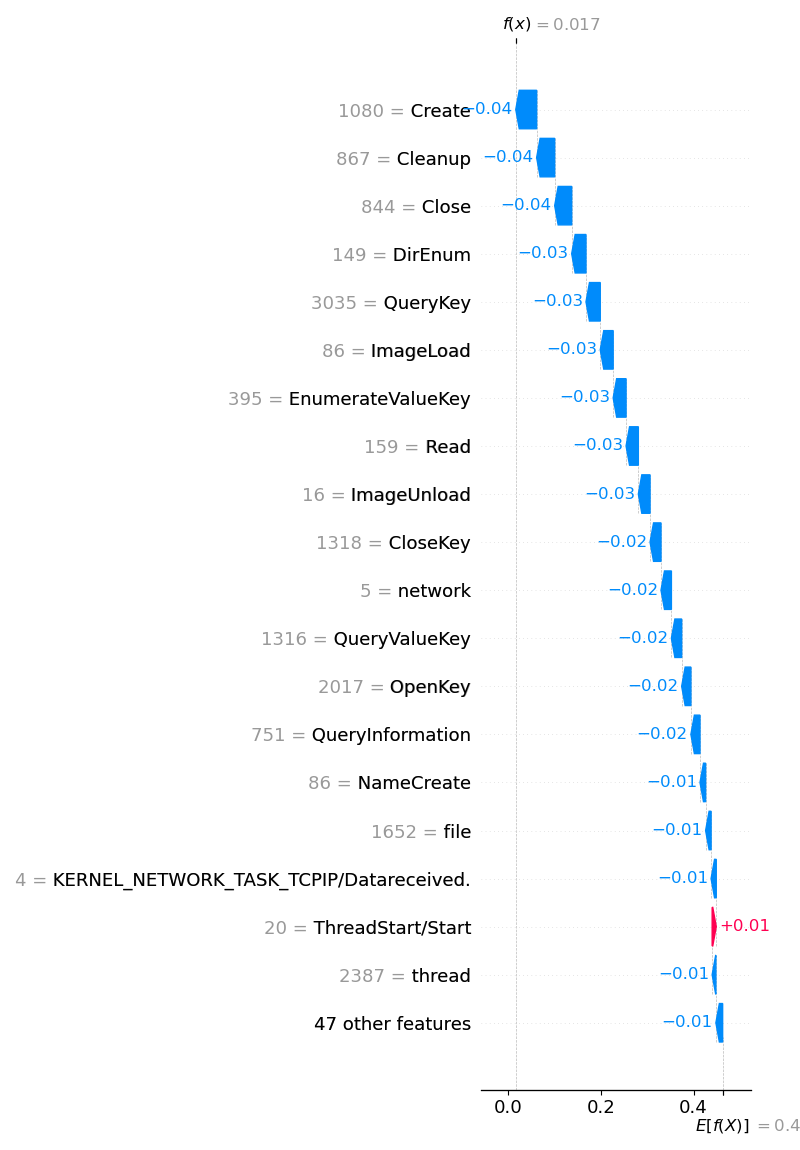 f(x) = 0.017
1080 = Create −0.04
867 = Cleanup −0.04
844 = Close −0.04
149 = DirEnum −0.03
3035 = QueryKey −0.03
86 = ImageLoad −0.03
395 = EnumerateValueKey −0.03
159 = Read −0.03
16 = ImageUnload −0.03
1318 = CloseKey −0.02
5 = network −0.02
1316 = QueryValueKey −0.02
2017 = OpenKey −0.02
751 = QueryInformation −0.02
86 = NameCreate −0.01
1652 = file −0.01
4 = KERNEL_NETWORK_TASK_TCPIP/Datareceived. −0.01
20 = ThreadStart/Start +0.01
2387 = thread −0.01
47 other features −0.01
0.0 0.2 0.4
E[f(X)] = 0.4